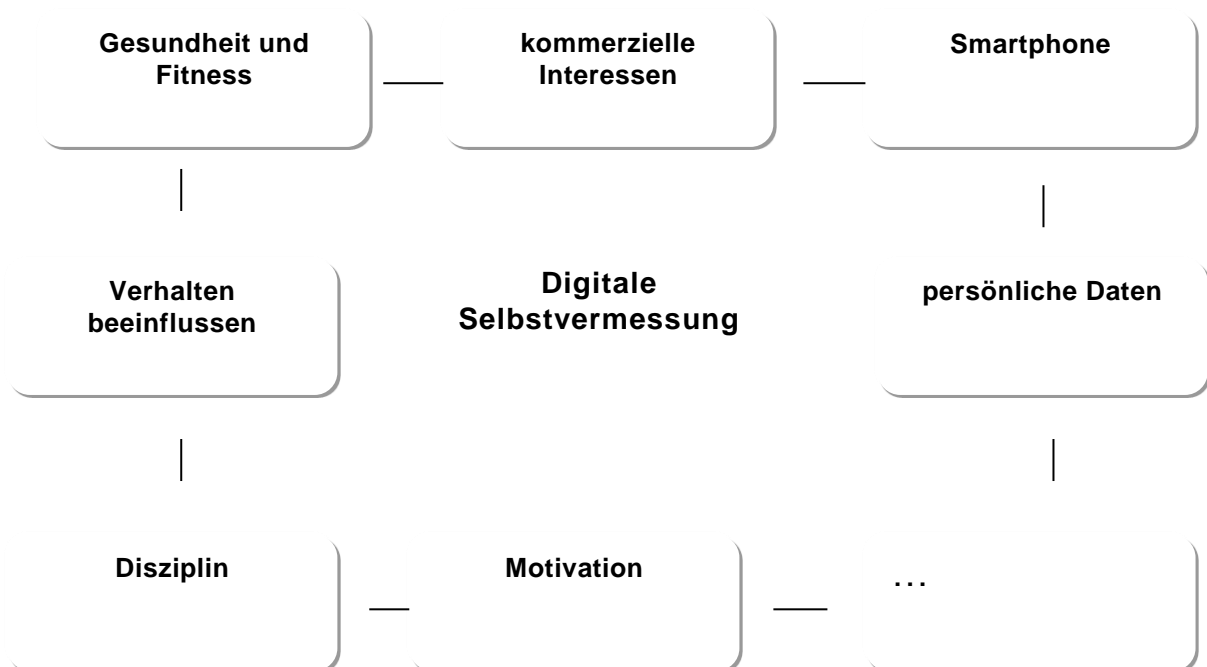 Gesundheit und
Fitness
kommerzielle
Interessen
Smartphone
Verhalten
beeinflussen
Digitale
Selbstvermessung
persönliche Daten
Disziplin
Motivation
...